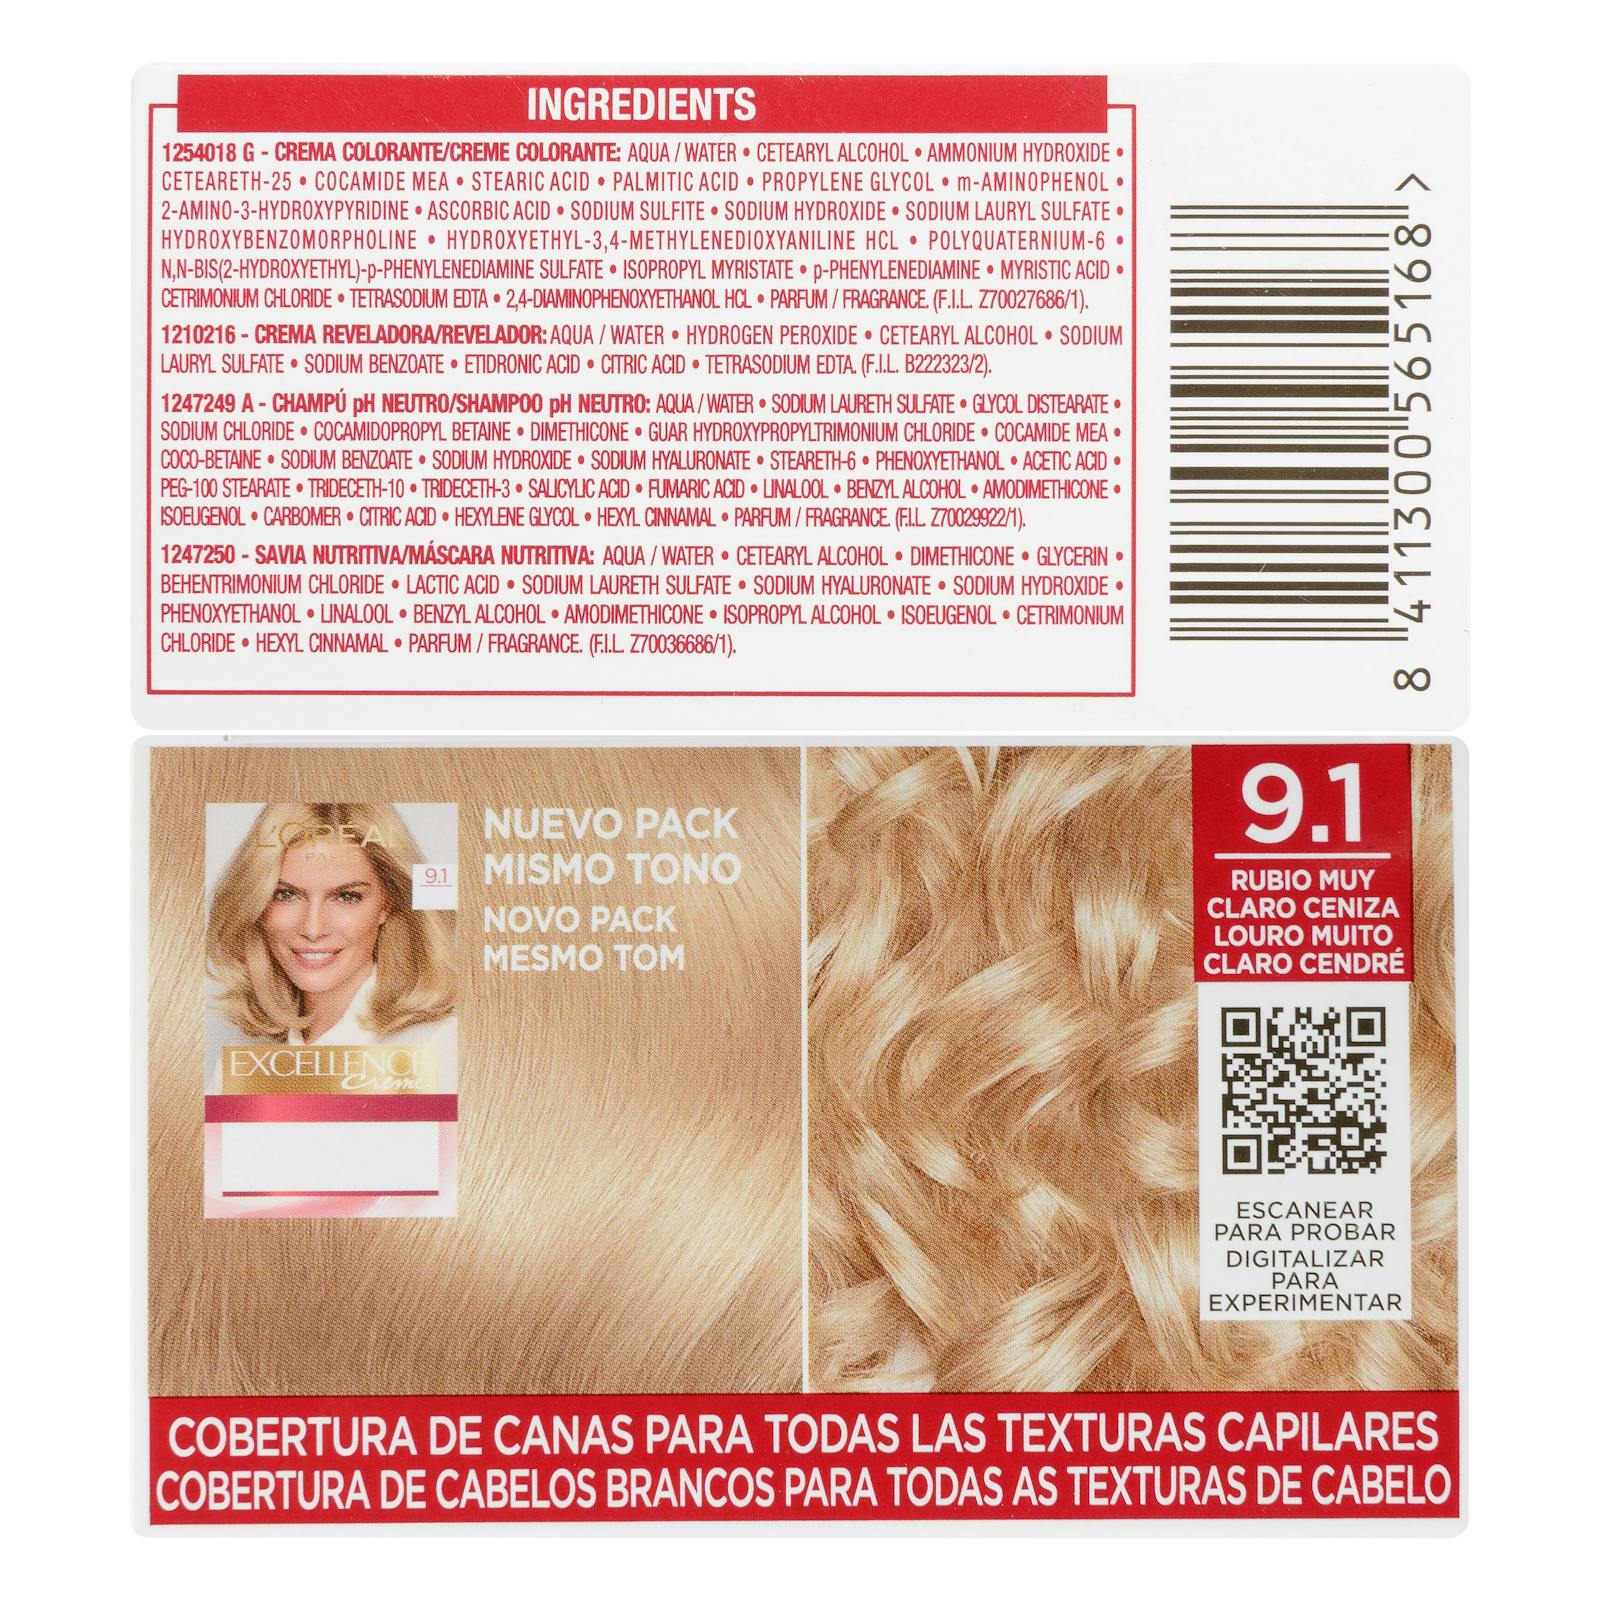 INGREDIENTS
1254018 G - CREMA COLORANTE/CREME COLORANTE: AQUA / WATER • CETEARYL ALCOHOL • AMMONIUM HYDROXIDE •
CETEARETH-25 • COCAMIDE MEA • STEARIC ACID • PALMITIC ACID • PROPYLENE GLYCOL • m-AMINOPHENOL •
2-AMINO-3-HYDROXYPYRIDINE • ASCORBIC ACID • SODIUM SULFITE • SODIUM HYDROXIDE • SODIUM LAURYL SULFATE •
HYDROXYBENZOMORPHOLINE • HYDROXYETHYL-3,4-METHYLENEDIOXYANILINE HCL • POLYQUATERNIUM-6 •
N,N-BIS(2-HYDROXYETHYL)-p-PHENYLENEDIAMINE SULFATE • ISOPROPYL MYRISTATE • p-PHENYLENEDIAMINE • MYRISTIC ACID •
CETRIMONIUM CHLORIDE • TETRASODIUM EDTA • 2,4-DIAMINOPHENOXYETHANOL HCL • PARFUM / FRAGRANCE. (F.I.L. Z70027686/1).
1210216 - CREMA REVELADORA/REVELADOR: AQUA / WATER • HYDROGEN PEROXIDE • CETEARYL ALCOHOL • SODIUM
LAURYL SULFATE • SODIUM BENZOATE • ETIDRONIC ACID • CITRIC ACID • TETRASODIUM EDTA. (F.I.L. B222323/2).
1247249 A - CHAMPÚ pH NEUTRO/SHAMPOO pH NEUTRO: AQUA / WATER • SODIUM LAURETH SULFATE • GLYCOL DISTEARATE •
SODIUM CHLORIDE • COCAMIDOPROPYL BETAINE • DIMETHICONE • GUAR HYDROXYPROPYLTRIMONIUM CHLORIDE • COCAMIDE MEA •
COCO-BETAINE • SODIUM BENZOATE • SODIUM HYDROXIDE • SODIUM HYALURONATE • STEARETH-6 • PHENOXYETHANOL • ACETIC ACID •
PEG-100 STEARATE • TRIDECETH-10 • TRIDECETH-3 • SALICYLIC ACID • FUMARIC ACID • LINALOOL • BENZYL ALCOHOL • AMODIMETHICONE •
ISOEUGENOL • CARBOMER • CITRIC ACID • HEXYLENE GLYCOL • HEXYL CINNAMAL • PARFUM / FRAGRANCE. (F.I.L. Z70029922/1).
1247250 - SAVIA NUTRITIVA/MÁSCARA NUTRITIVA: AQUA / WATER • CETEARYL ALCOHOL • DIMETHICONE • GLYCERIN •
BEHENTRIMONIUM CHLORIDE • LACTIC ACID • SODIUM LAURETH SULFATE • SODIUM HYALURONATE • SODIUM HYDROXIDE •
PHENOXYETHANOL • LINALOOL • BENZYL ALCOHOL • AMODIMETHICONE • ISOPROPYL ALCOHOL • ISOEUGENOL • CETRIMONIUM
CHLORIDE • HEXYL CINNAMAL • PARFUM / FRAGRANCE. (F.I.L. Z70036686/1).
8 411300 565168 >
L'ORÉAL
9.1
EXCELLENCE
Creme
NUEVO PACK
MISMO TONO
NOVO PACK
MESMO TOM
9.1
RUBIO MUY
CLARO CENIZA
LOURO MUITO
CLARO CENDRÉ
ESCANEAR
PARA PROBAR
DIGITALIZAR
PARA
EXPERIMENTAR
COBERTURA DE CANAS PARA TODAS LAS TEXTURAS CAPILARES
COBERTURA DE CABELOS BRANCOS PARA TODAS AS TEXTURAS DE CABELO